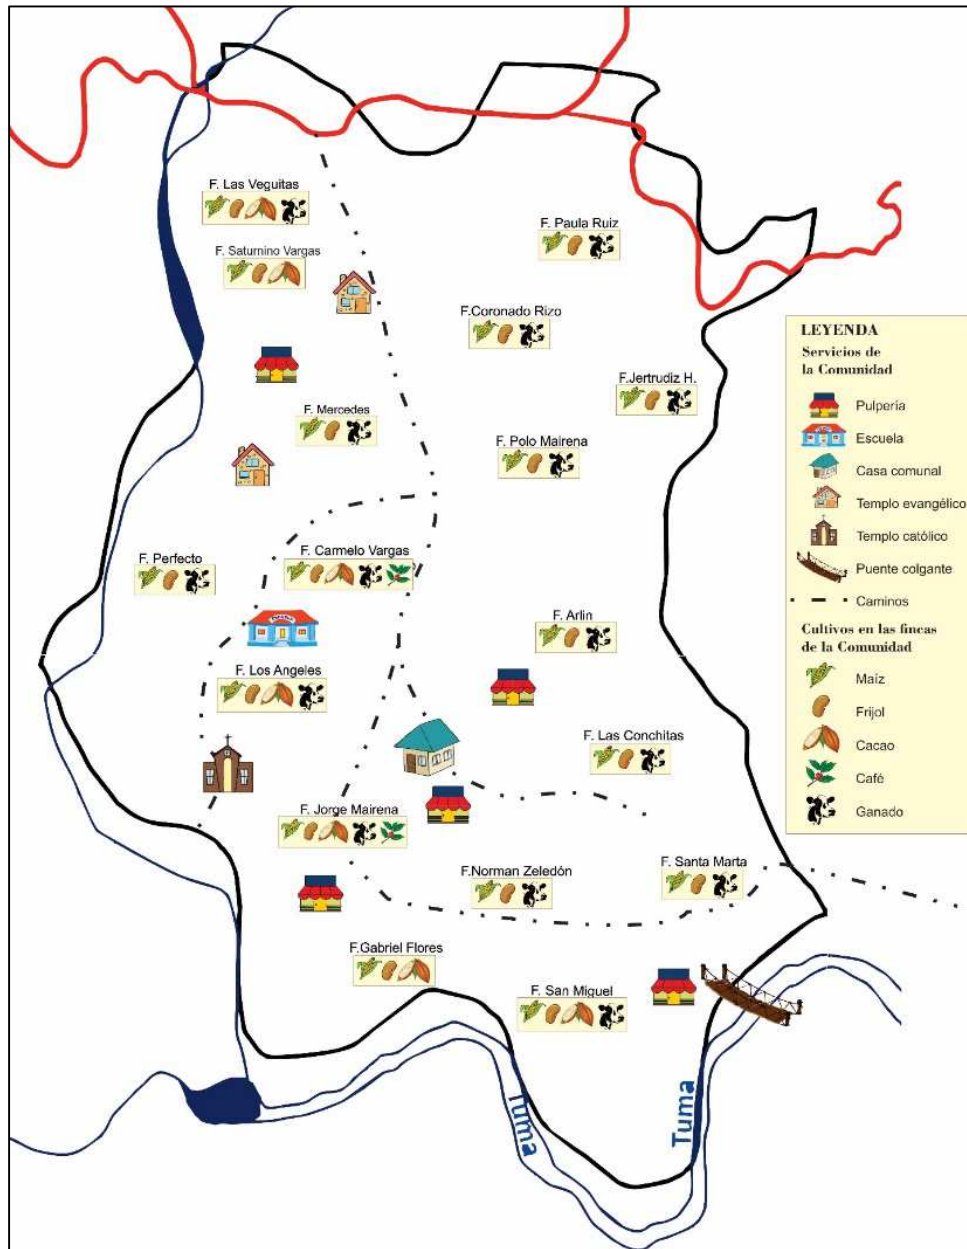 F. Las Veguitas
F. Paula Ruiz
F. Saturnino Vargas
F.Coronado Rizo
LEYENDA
Servicios de
la Comunidad
Pulpería
Escuela
Casa comunal
Templo evangélico
Templo católico
Puente colgante
Caminos
Cultivos en las fincas
de la Comunidad
Maíz
Frijol
Cacao
Café
Ganado
F.Jertrudiz H.
F. Mercedes
F. Polo Mairena
F. Perfecto
F. Carmelo Vargas
F. Arlin
F. Los Angeles
F. Las Conchitas
F. Jorge Mairena
F.Norman Zeledón
F. Santa Marta
F.Gabriel Flores
F. San Miguel
Tuma
Tuma